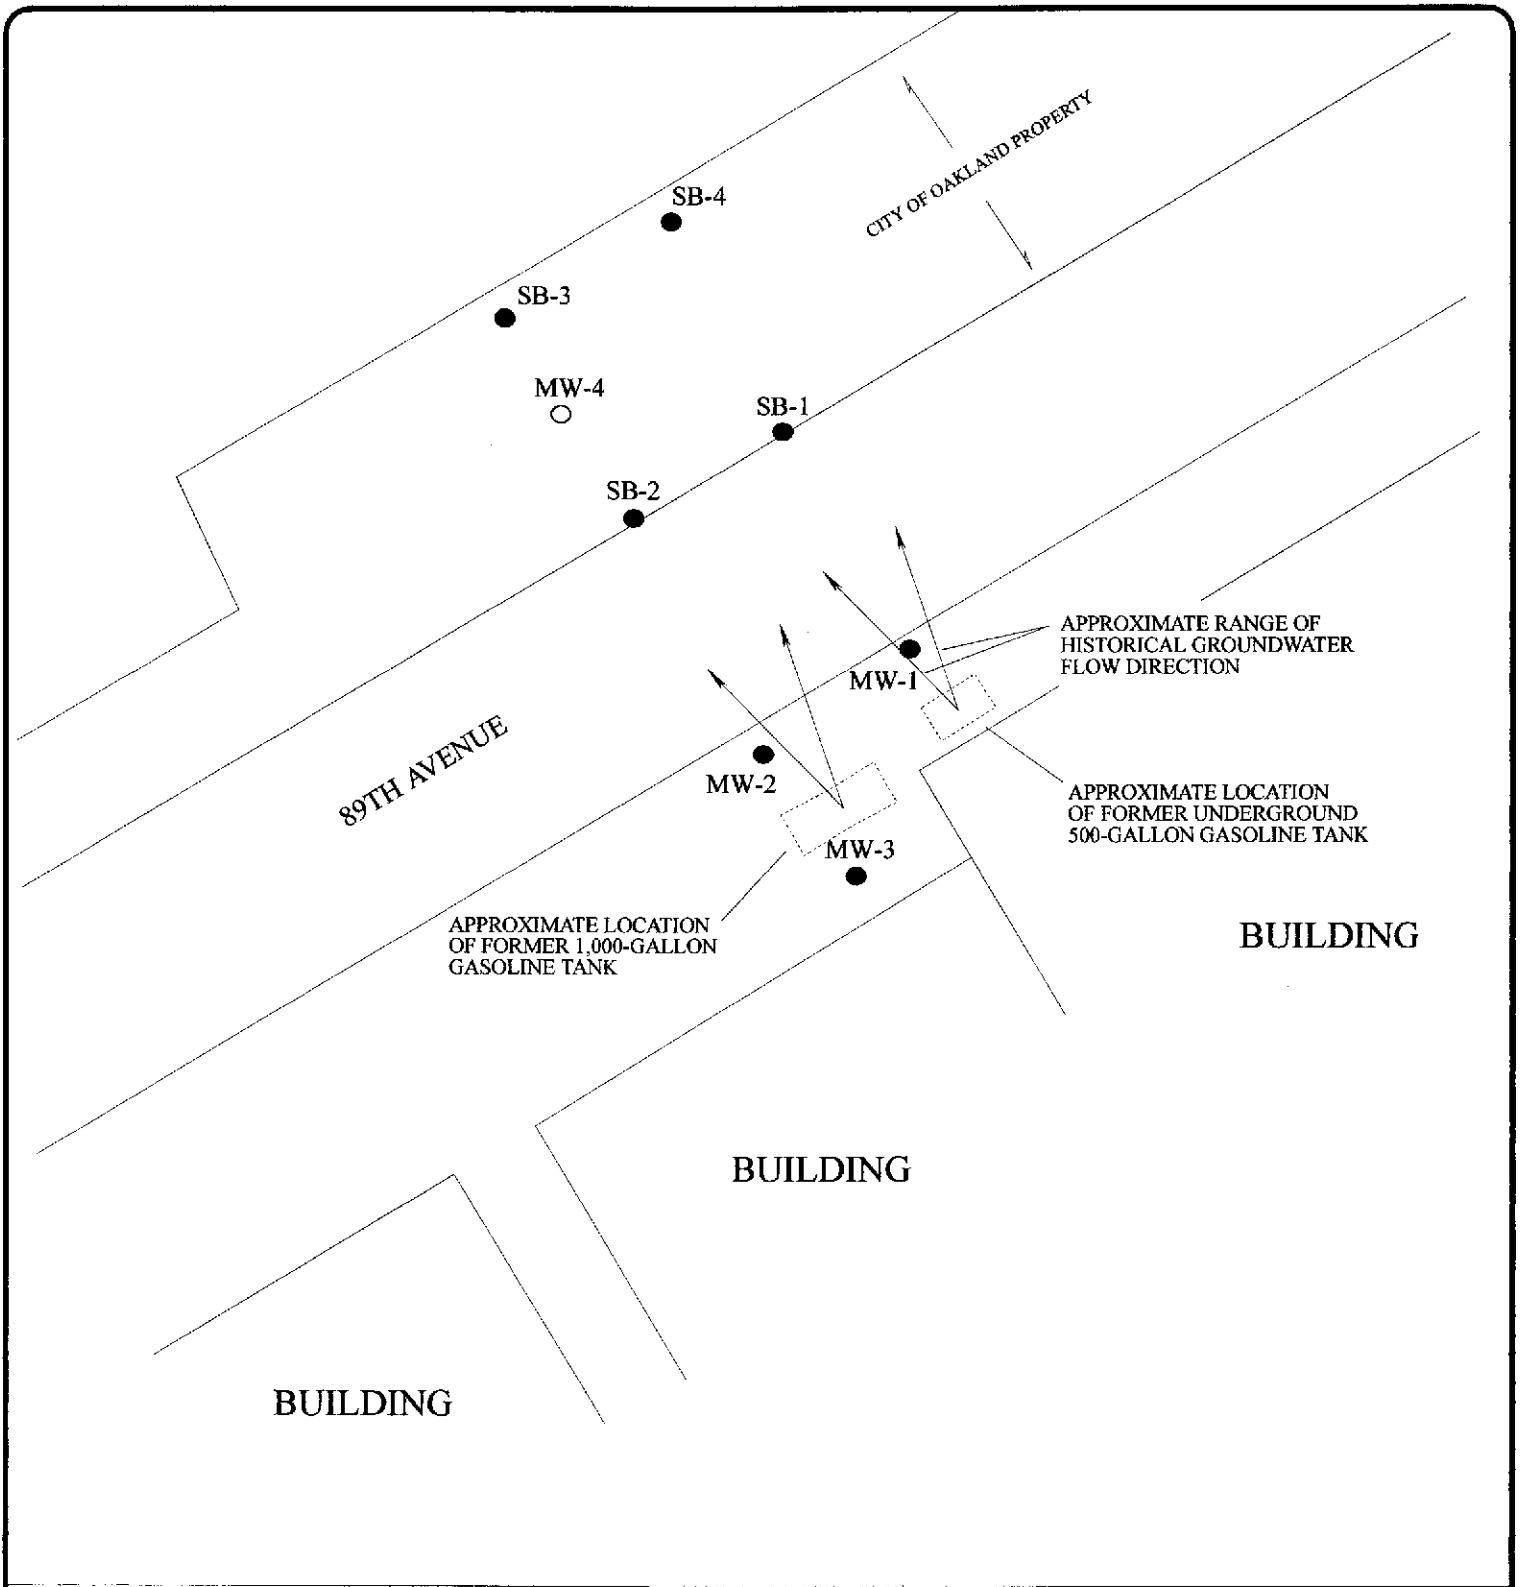 CITY OF OAKLAND PROPERTY
SB-4
SB-3
MW-4
SB-1
SB-2
APPROXIMATE RANGE OF
HISTORICAL GROUNDWATER
FLOW DIRECTION
MW-1
89TH AVENUE
MW-2
APPROXIMATE LOCATION
OF FORMER UNDERGROUND
500-GALLON GASOLINE TANK
MW-3
APPROXIMATE LOCATION
OF FORMER 1,000-GALLON
GASOLINE TANK
BUILDING
BUILDING
BUILDING